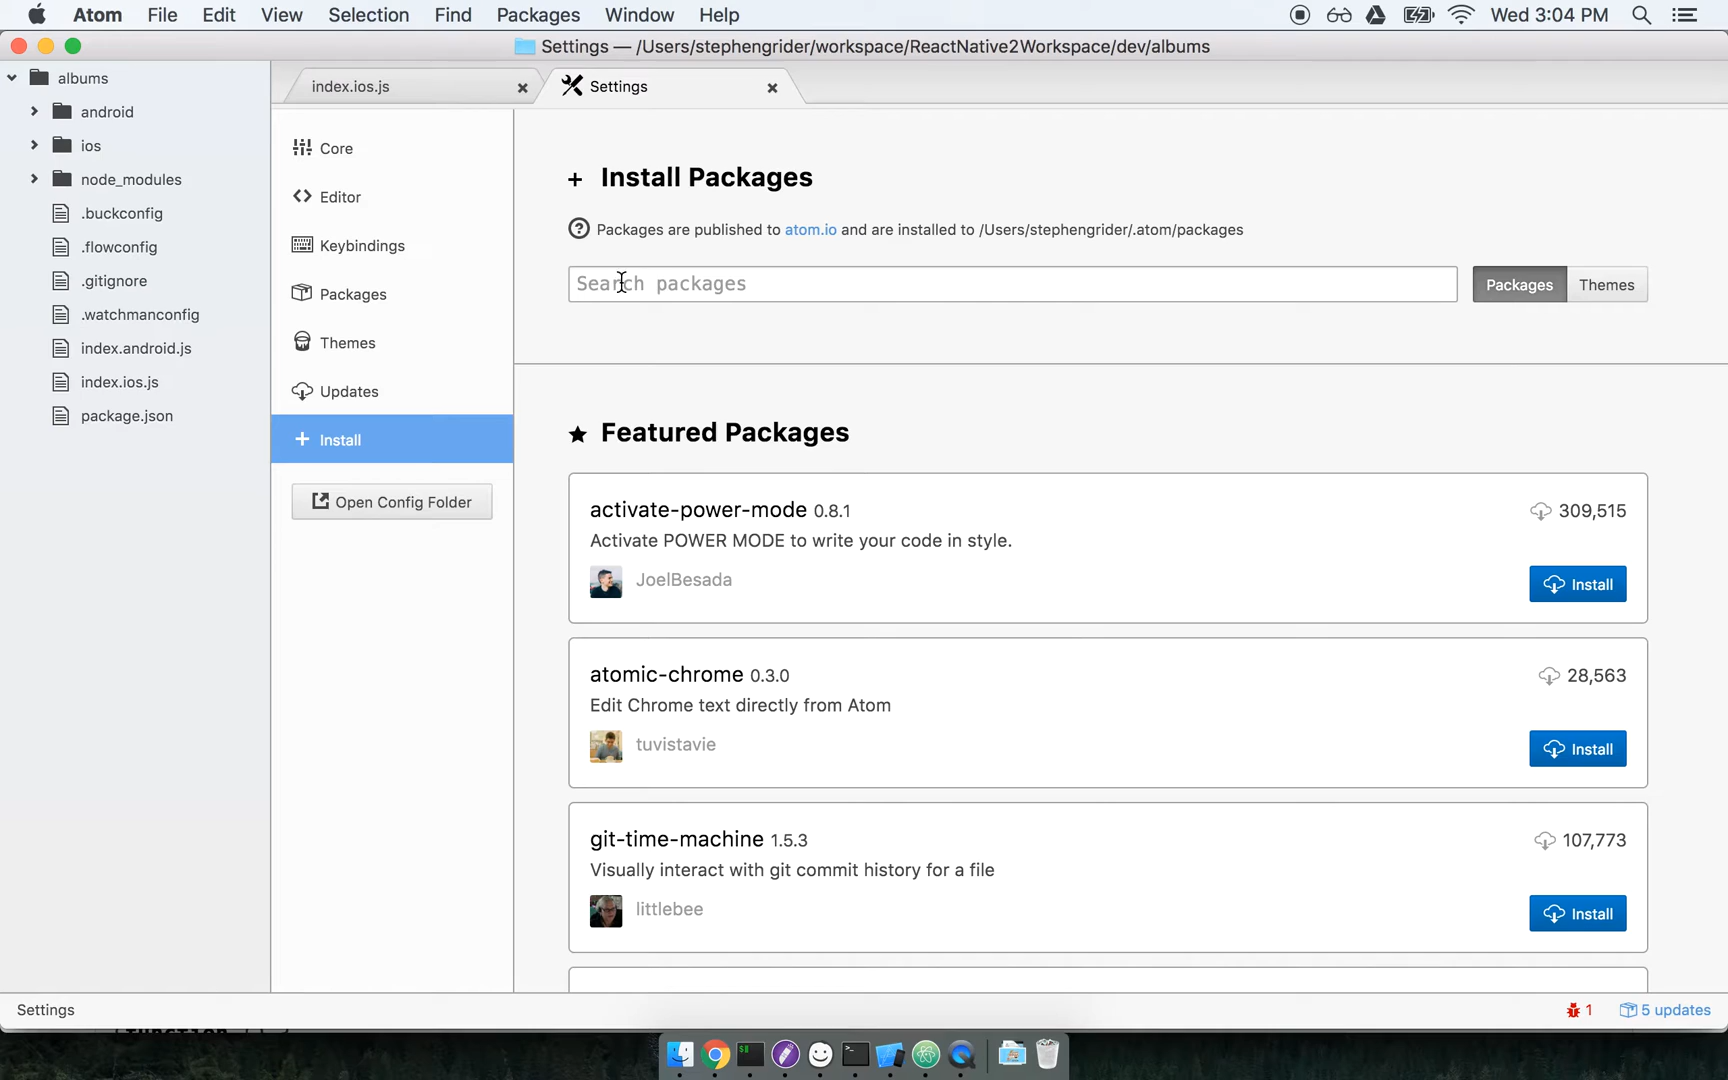 Atom File Edit View Selection Find Packages Window Help Wed 3:04 PM
Settings — /Users/stephengrider/workspace/ReactNative2Workspace/dev/albums
albums
android
ios
node_modules
.buckconfig
.flowconfig
.gitignore
.watchmanconfig
index.android.js
index.ios.js
package.json
index.ios.js
Settings
Core
Editor
Keybindings
Packages
Themes
Updates
Install
Open Config Folder
Install Packages
Packages are published to atom.io and are installed to /Users/stephengrider/.atom/packages
Search packages
Packages Themes
Featured Packages
activate-power-mode 0.8.1 309,515
Activate POWER MODE to write your code in style.
JoelBesada Install
atomic-chrome 0.3.0 28,563
Edit Chrome text directly from Atom
tuvistavie Install
git-time-machine 1.5.3 107,773
Visually interact with git commit history for a file
littlebee Install
Settings 1 5 updates